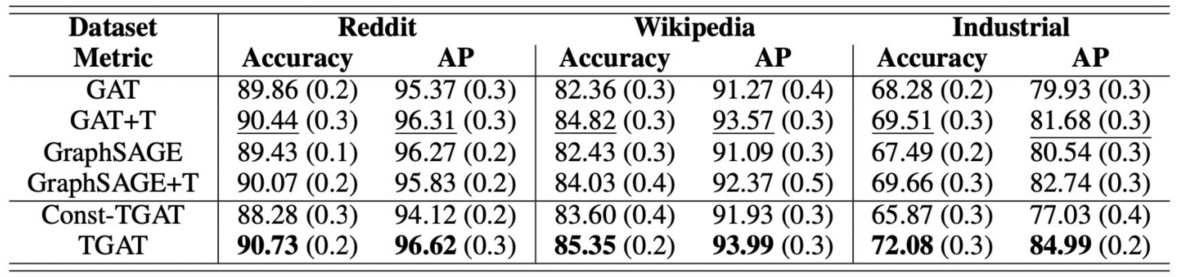 Dataset Reddit Wikipedia Industrial
Metric Accuracy AP Accuracy AP Accuracy AP
GAT 89.86 (0.2) 95.37 (0.3) 82.36 (0.3) 91.27 (0.4) 68.28 (0.2) 79.93 (0.3)
GAT+T 90.44 (0.3) 96.31 (0.3) 84.82 (0.3) 93.57 (0.3) 69.51 (0.3) 81.68 (0.3)
GraphSAGE 89.43 (0.1) 96.27 (0.2) 82.43 (0.3) 91.09 (0.3) 67.49 (0.2) 80.54 (0.3)
GraphSAGE+T 90.07 (0.2) 95.83 (0.2) 84.03 (0.4) 92.37 (0.5) 69.66 (0.3) 82.74 (0.3)
Const-TGAT 88.28 (0.3) 94.12 (0.2) 83.60 (0.4) 91.93 (0.3) 65.87 (0.3) 77.03 (0.4)
TGAT 90.73 (0.2) 96.62 (0.3) 85.35 (0.2) 93.99 (0.3) 72.08 (0.3) 84.99 (0.2)